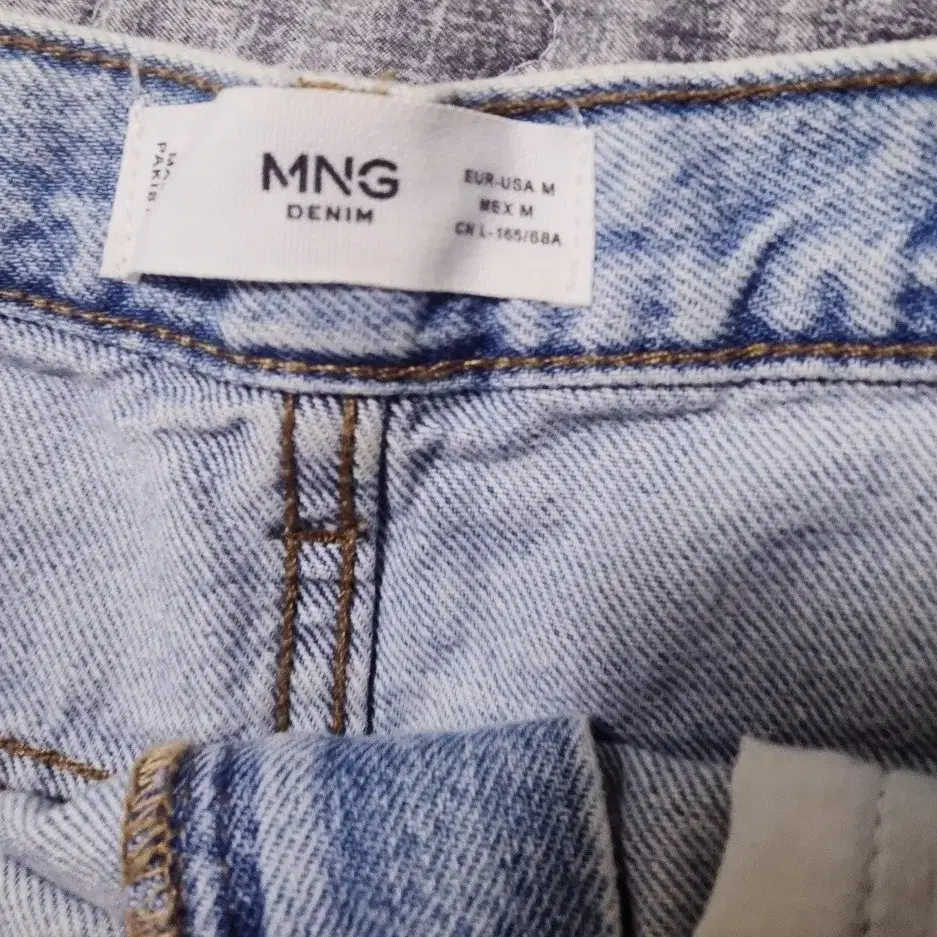 MNG
DENIM
EUR-USA M
MEX M
CN L-165/68A